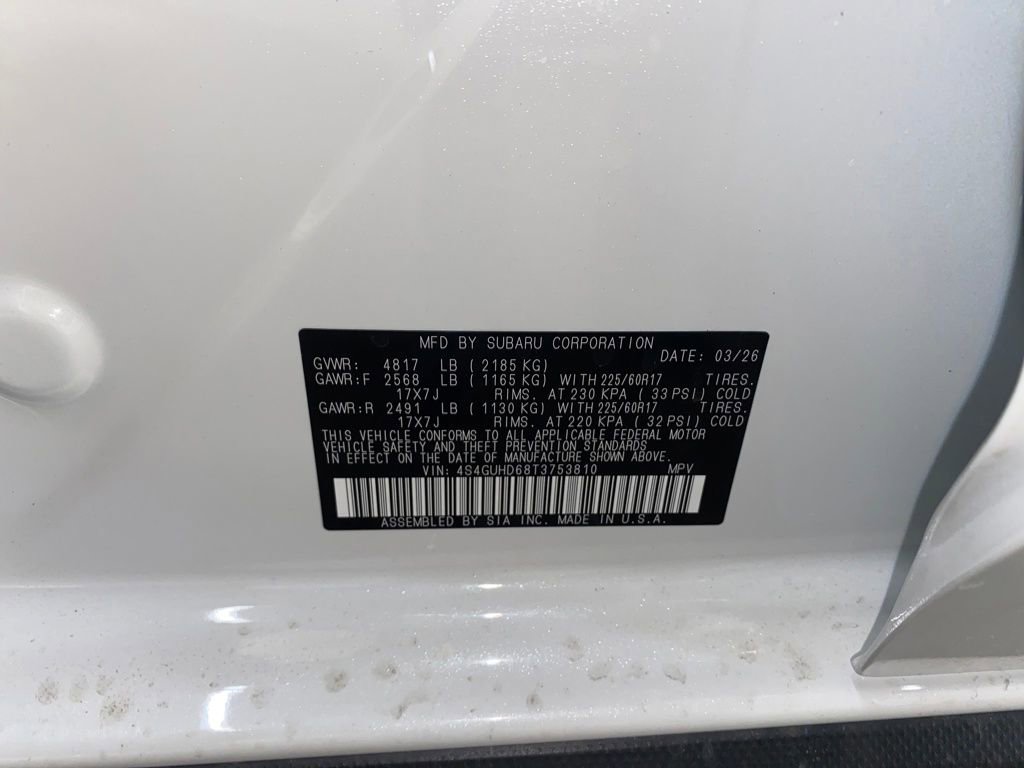 MFD BY SUBARU CORPORATION DATE: 03/26
GVWR: 4817 LB ( 2185 KG)
GAWR:F 2568 LB ( 1165 KG) WITH 225/60R17 TIRES.
17X7J RIMS. AT 230 KPA ( 33 PSI) COLD
GAWR:R 2491 LB ( 1130 KG) WITH 225/60R17 TIRES.
17X7J RIMS. AT 220 KPA ( 32 PSI) COLD
THIS VEHICLE CONFORMS TO ALL APPLICABLE FEDERAL MOTOR
VEHICLE SAFETY AND THEFT PREVENTION STANDARDS
IN EFFECT ON THE DATE OF MANUFACTURE SHOWN ABOVE.
VIN: 4S4GUHD68T3753810 MPV
ASSEMBLED BY SIA INC. MADE IN U.S.A.